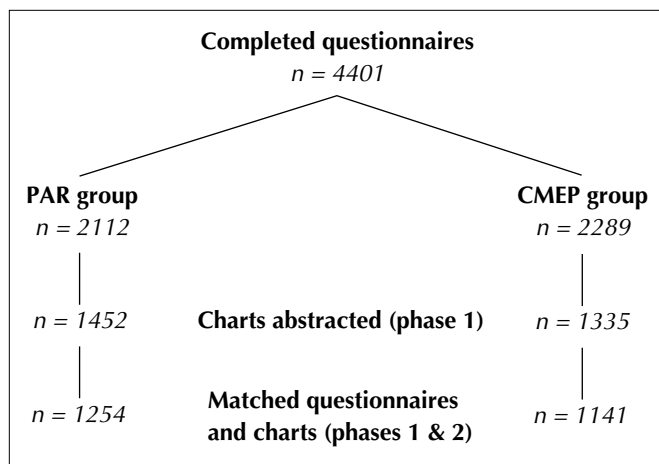 Completed questionnaires
n = 4401
PAR group
n = 2112
CMEP group
n = 2289
n = 1452
Charts abstracted (phase 1)
n = 1335
n = 1254
Matched questionnaires
and charts (phases 1 & 2)
n = 1141